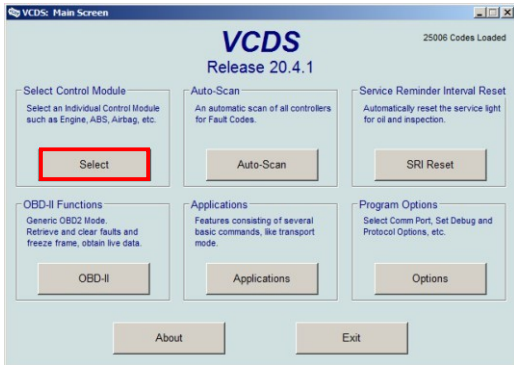 VCDS: Main Screen
VCDS
Release 20.4.1
25006 Codes Loaded
Select Control Module
Select an Individual Control Module
such as Engine, ABS, Airbag, etc.
Select
Auto-Scan
An automatic scan of all controllers
for Fault Codes.
Auto-Scan
Service Reminder Interval Reset
Automatically reset the service light
for oil and inspection.
SRI Reset
OBD-II Functions
Generic OBD2 Mode.
Retrieve and clear faults and
freeze frame, obtain live data.
OBD-II
Applications
Features consisting of several
basic commands, like transport
mode.
Applications
Program Options
Select Comm Port, Set Debug and
Protocol Options, etc.
Options
About
Exit